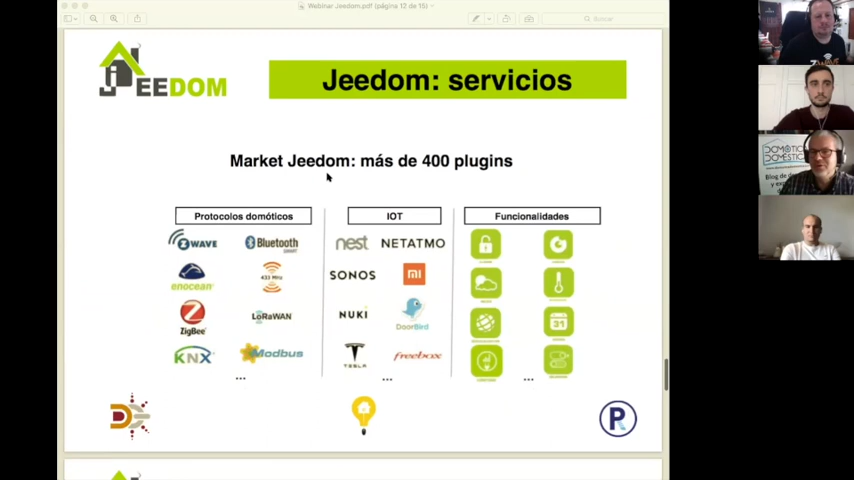 Webinar Jeedom.pdf (página 12 de 15)
Buscar
JEEDOM
Jeedom: servicios
Market Jeedom: más de 400 plugins
Protocolos domóticos
IOT
Funcionalidades
Z WAVE
Bluetooth
nest
NETATMO
enocean
433 MHz
SONOS
MI
ZigBee
LoRaWAN
NUKI
DoorBird
31
KNX
Modbus
TESLA
freebox
...
...
...
DOMÓTICA
DOMÉSTICA